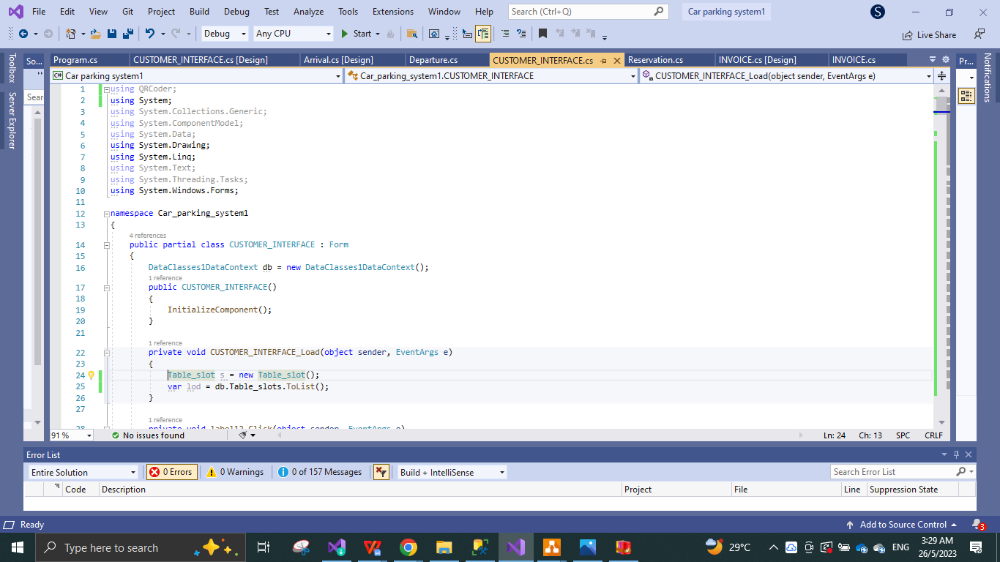 File Edit View Git Project Build Debug Test Analyze Tools Extensions Window Help Search (Ctrl+Q) Car parking system1 S
Debug Any CPU Start Live Share
Toolbox
Server Explorer
So...
Sear
Program.cs CUSTOMER_INTERFACE.cs [Design] Arrival.cs [Design] Departure.cs CUSTOMER_INTERFACE.cs Reservation.cs INVOICE.cs [Design] INVOICE.cs
Pr...
Notifications
Car parking system1 Car_parking_system1.CUSTOMER_INTERFACE CUSTOMER_INTERFACE_Load(object sender, EventArgs e)
1 using QRCoder;
2 using System;
3 using System.Collections.Generic;
4 using System.ComponentModel;
5 using System.Data;
6 using System.Drawing;
7 using System.Linq;
8 using System.Text;
9 using System.Threading.Tasks;
10 using System.Windows.Forms;
11
12 namespace Car_parking_system1
13 {
4 references
14 public partial class CUSTOMER_INTERFACE : Form
15 {
16 DataClasses1DataContext db = new DataClasses1DataContext();
1 reference
17 public CUSTOMER_INTERFACE()
18 {
19 InitializeComponent();
20 }
21
1 reference
22 private void CUSTOMER_INTERFACE_Load(object sender, EventArgs e)
23 {
24 Table_slot s = new Table_slot();
25 var lod = db.Table_slots.ToList();
26 }
27
1 reference
28 private void label12_Click(object sender, EventArgs e)
91 % No issues found Ln: 24 Ch: 13 SPC CRLF
Error List
Entire Solution 0 Errors 0 Warnings 0 of 157 Messages Build + IntelliSense Search Error List
Code Description Project File Line Suppression State
Ready Add to Source Control 3
Type here to search 29°C ENG 3:29 AM
26/5/2023 5